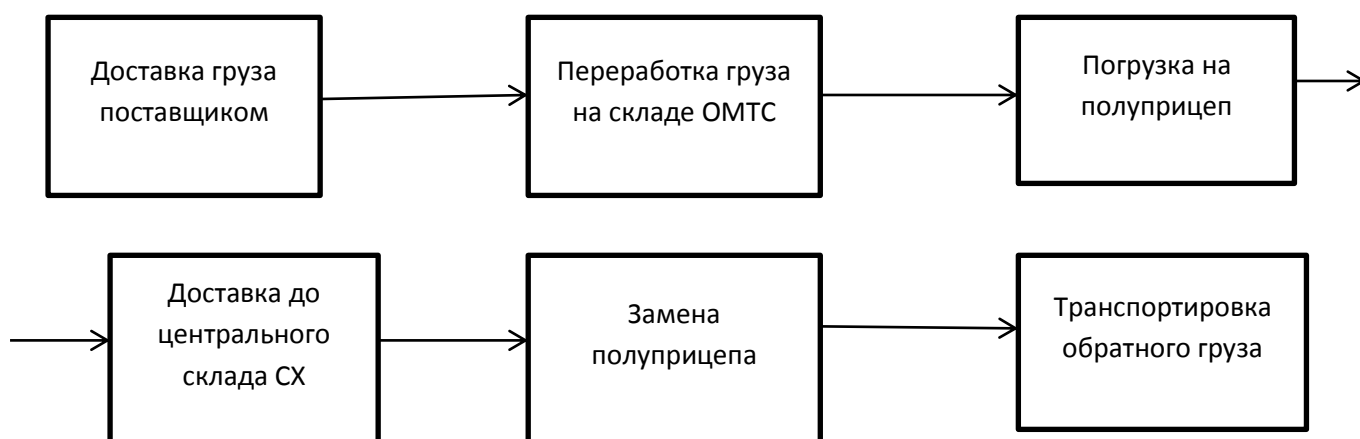 Доставка груза
поставщиком
Переработка груза
на складе ОМТС
Погрузка на
полуприцеп
Доставка до
центрального
склада СХ
Замена
полуприцепа
Транспортировка
обратного груза